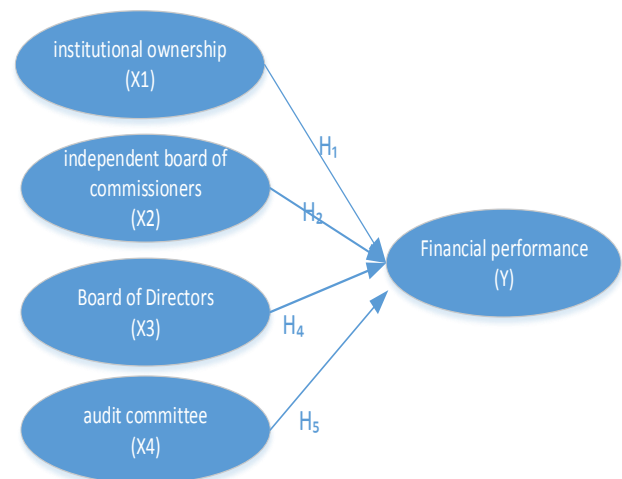 institutional ownership
(X1)
H₁
independent board of
commissioners
(X2)
H₂
Financial performance
(Y)
Board of Directors
(X3)
H₄
audit committee
(X4)
H₅